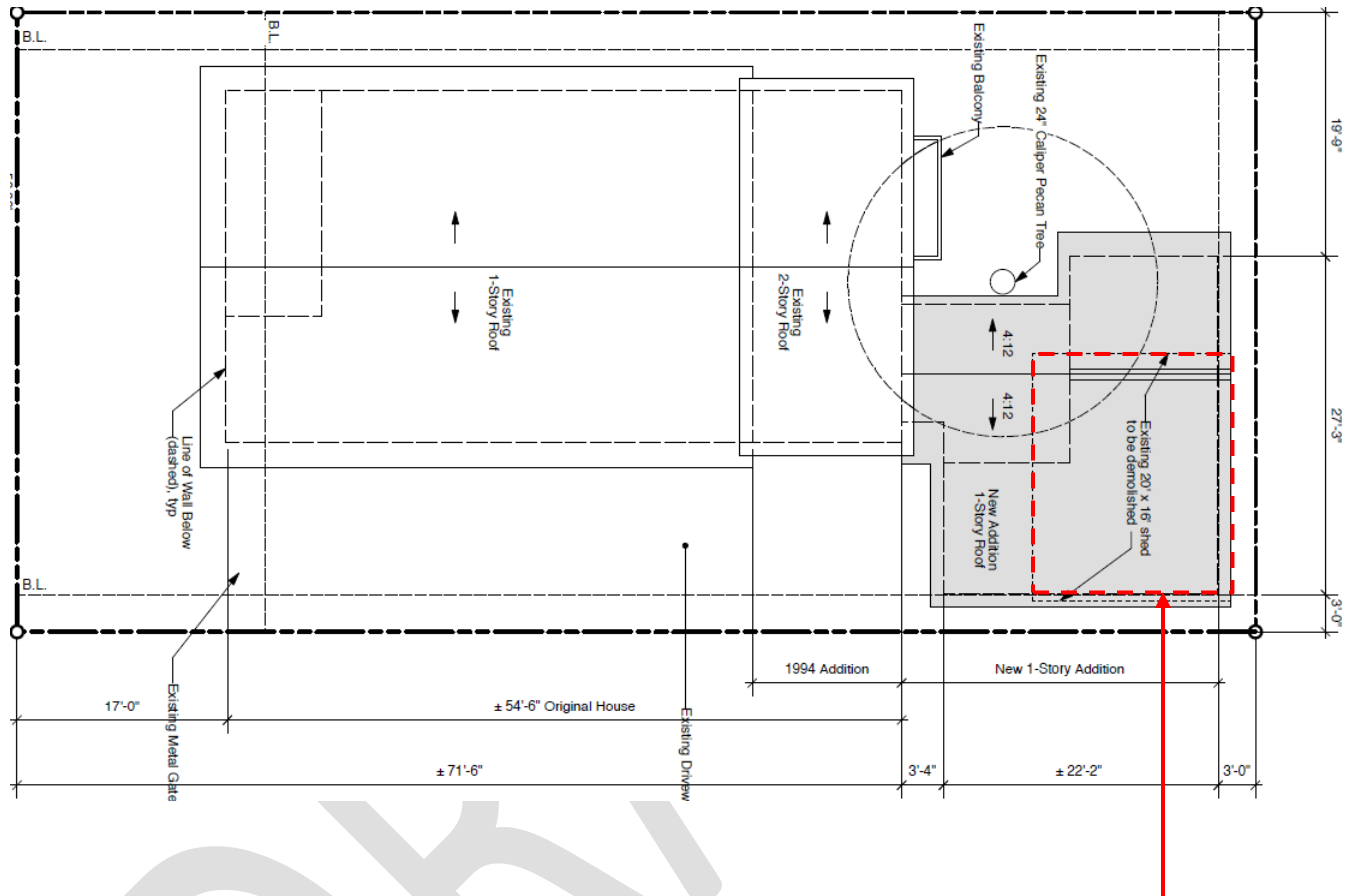 B.L.
B.L.
Existing Balcony
Existing 24" Caliper Pecan Tree
19'-9"
Existing
1-Story Roof
Existing
2-Story Roof
4:12
4:12
Existing 20' x 16' shed
to be demolished
27'-3"
Line of Wall Below
(dashed), typ
New Addition
1-Story Roof
B.L.
3'-0"
1994 Addition
New 1-Story Addition
17'-0"
± 54'-6" Original House
Existing Metal Gate
Existing Drivew
± 71'-6"
3'-4"
± 22'-2"
3'-0"